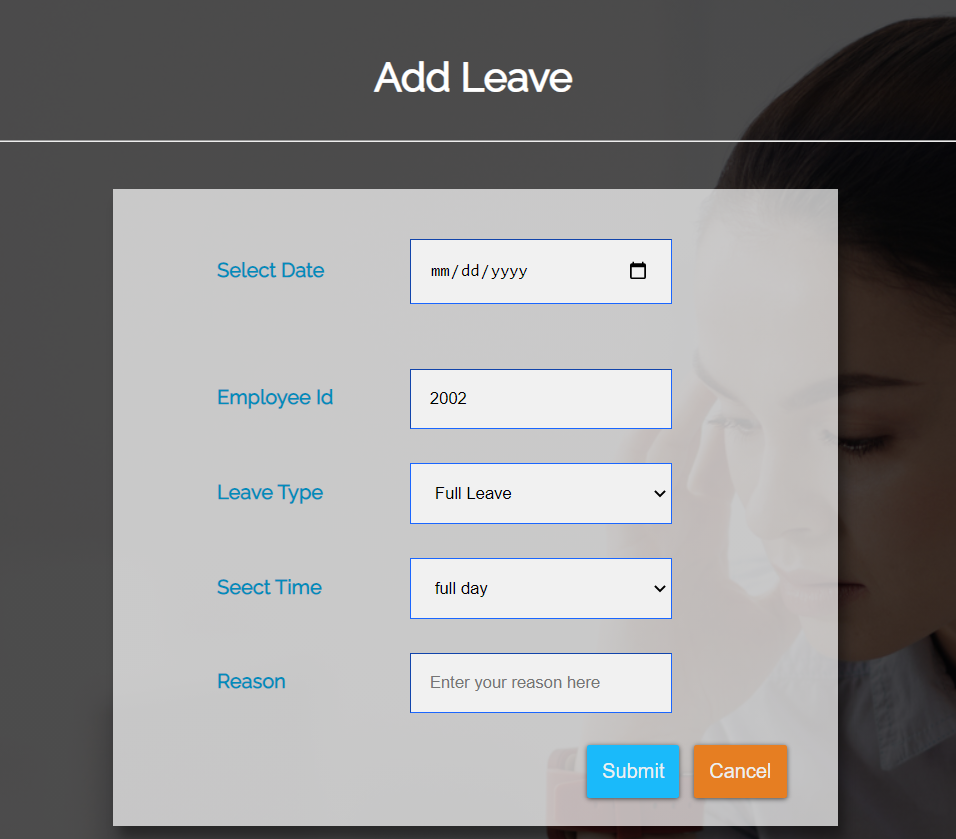 Add Leave
Select Date mm/dd/yyyy
Employee Id 2002
Leave Type Full Leave
Seect Time full day
Reason Enter your reason here
Submit Cancel